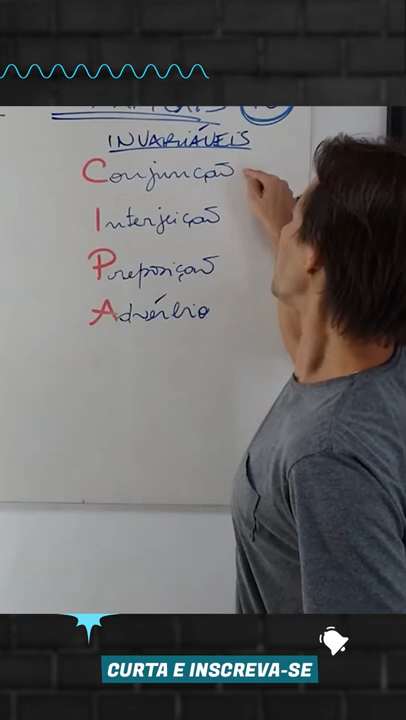 INVARIÁVEIS
Conjunção
Interjeição
Preposição
Advérbio
CURTA E INSCREVA-SE